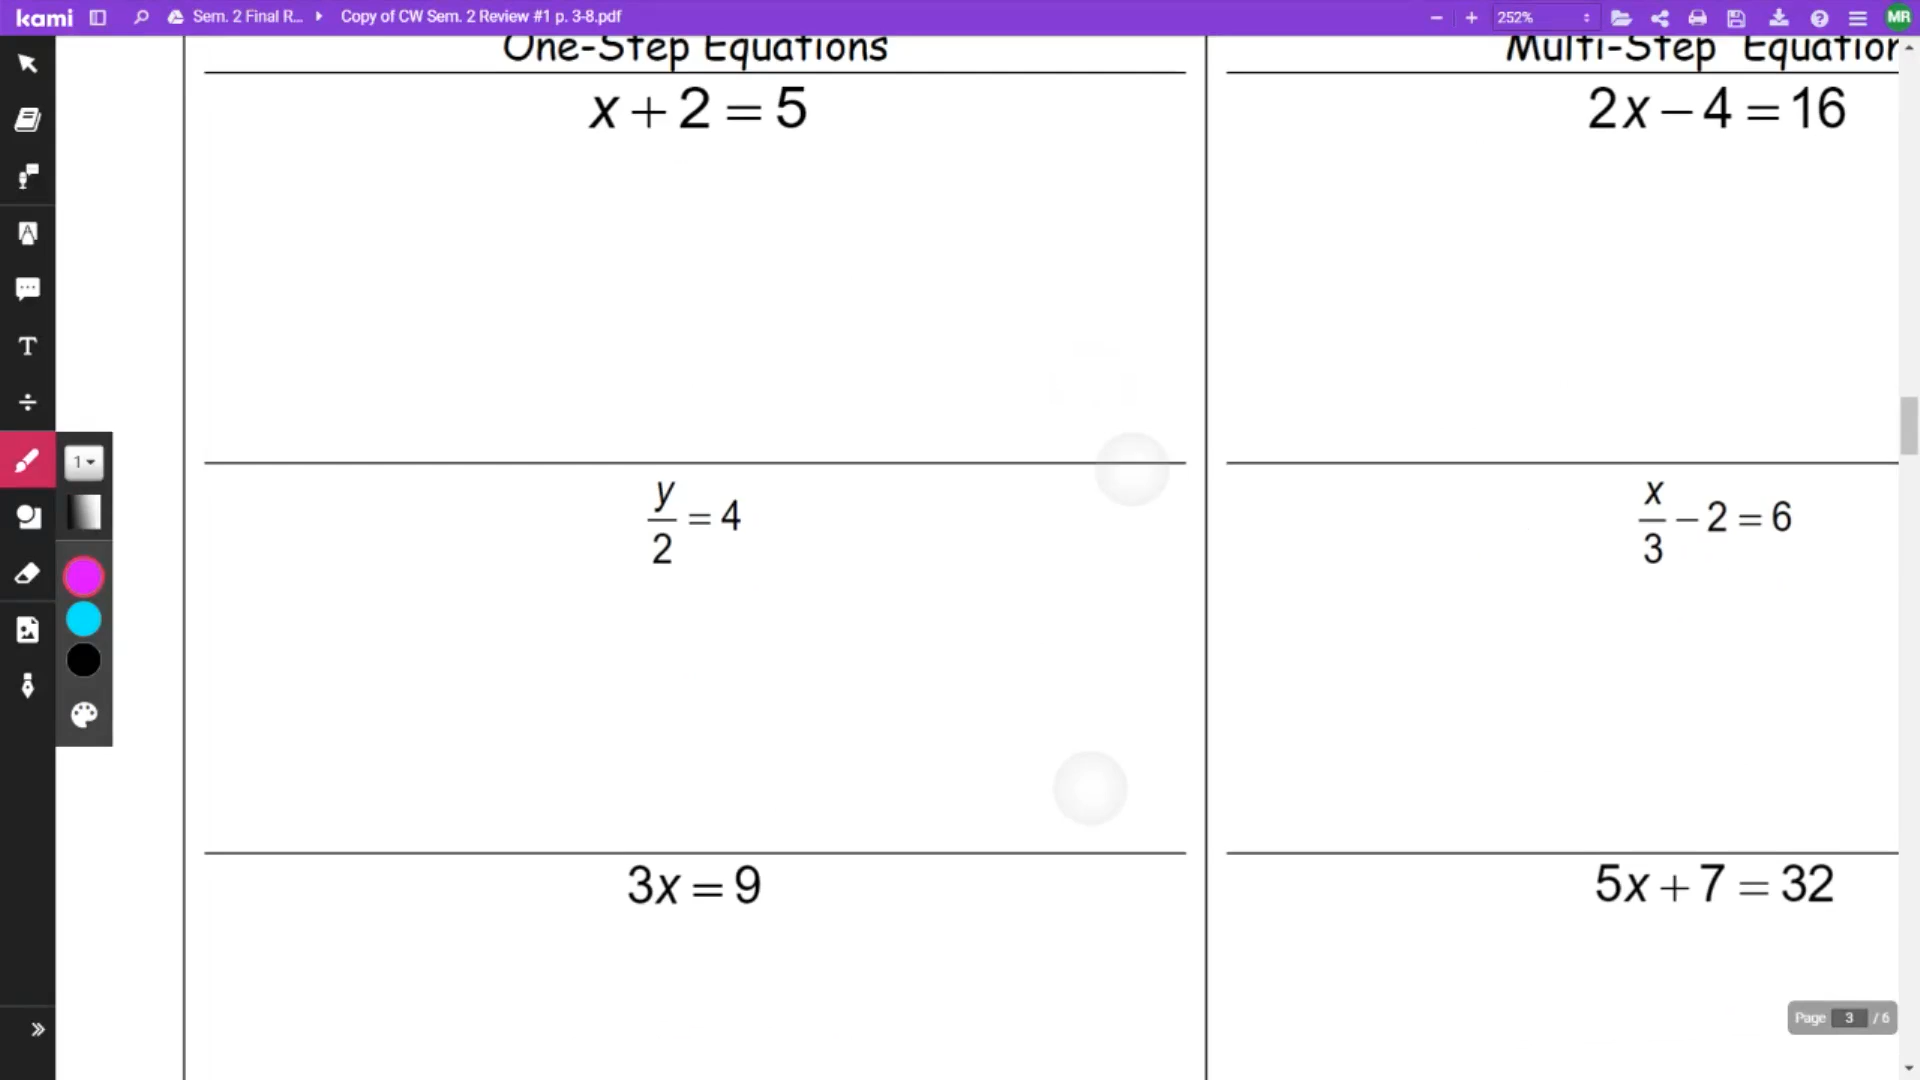 kami
Sem. 2 Final R...
Copy of CW Sem. 2 Review #1 p. 3-8.pdf
252%
MR
One-Step Equations
Multi-Step Equation
x + 2 = 5
2x − 4 = 16
y/2 = 4
x/3 − 2 = 6
3x = 9
5x + 7 = 32
T
1
Page 3 / 6